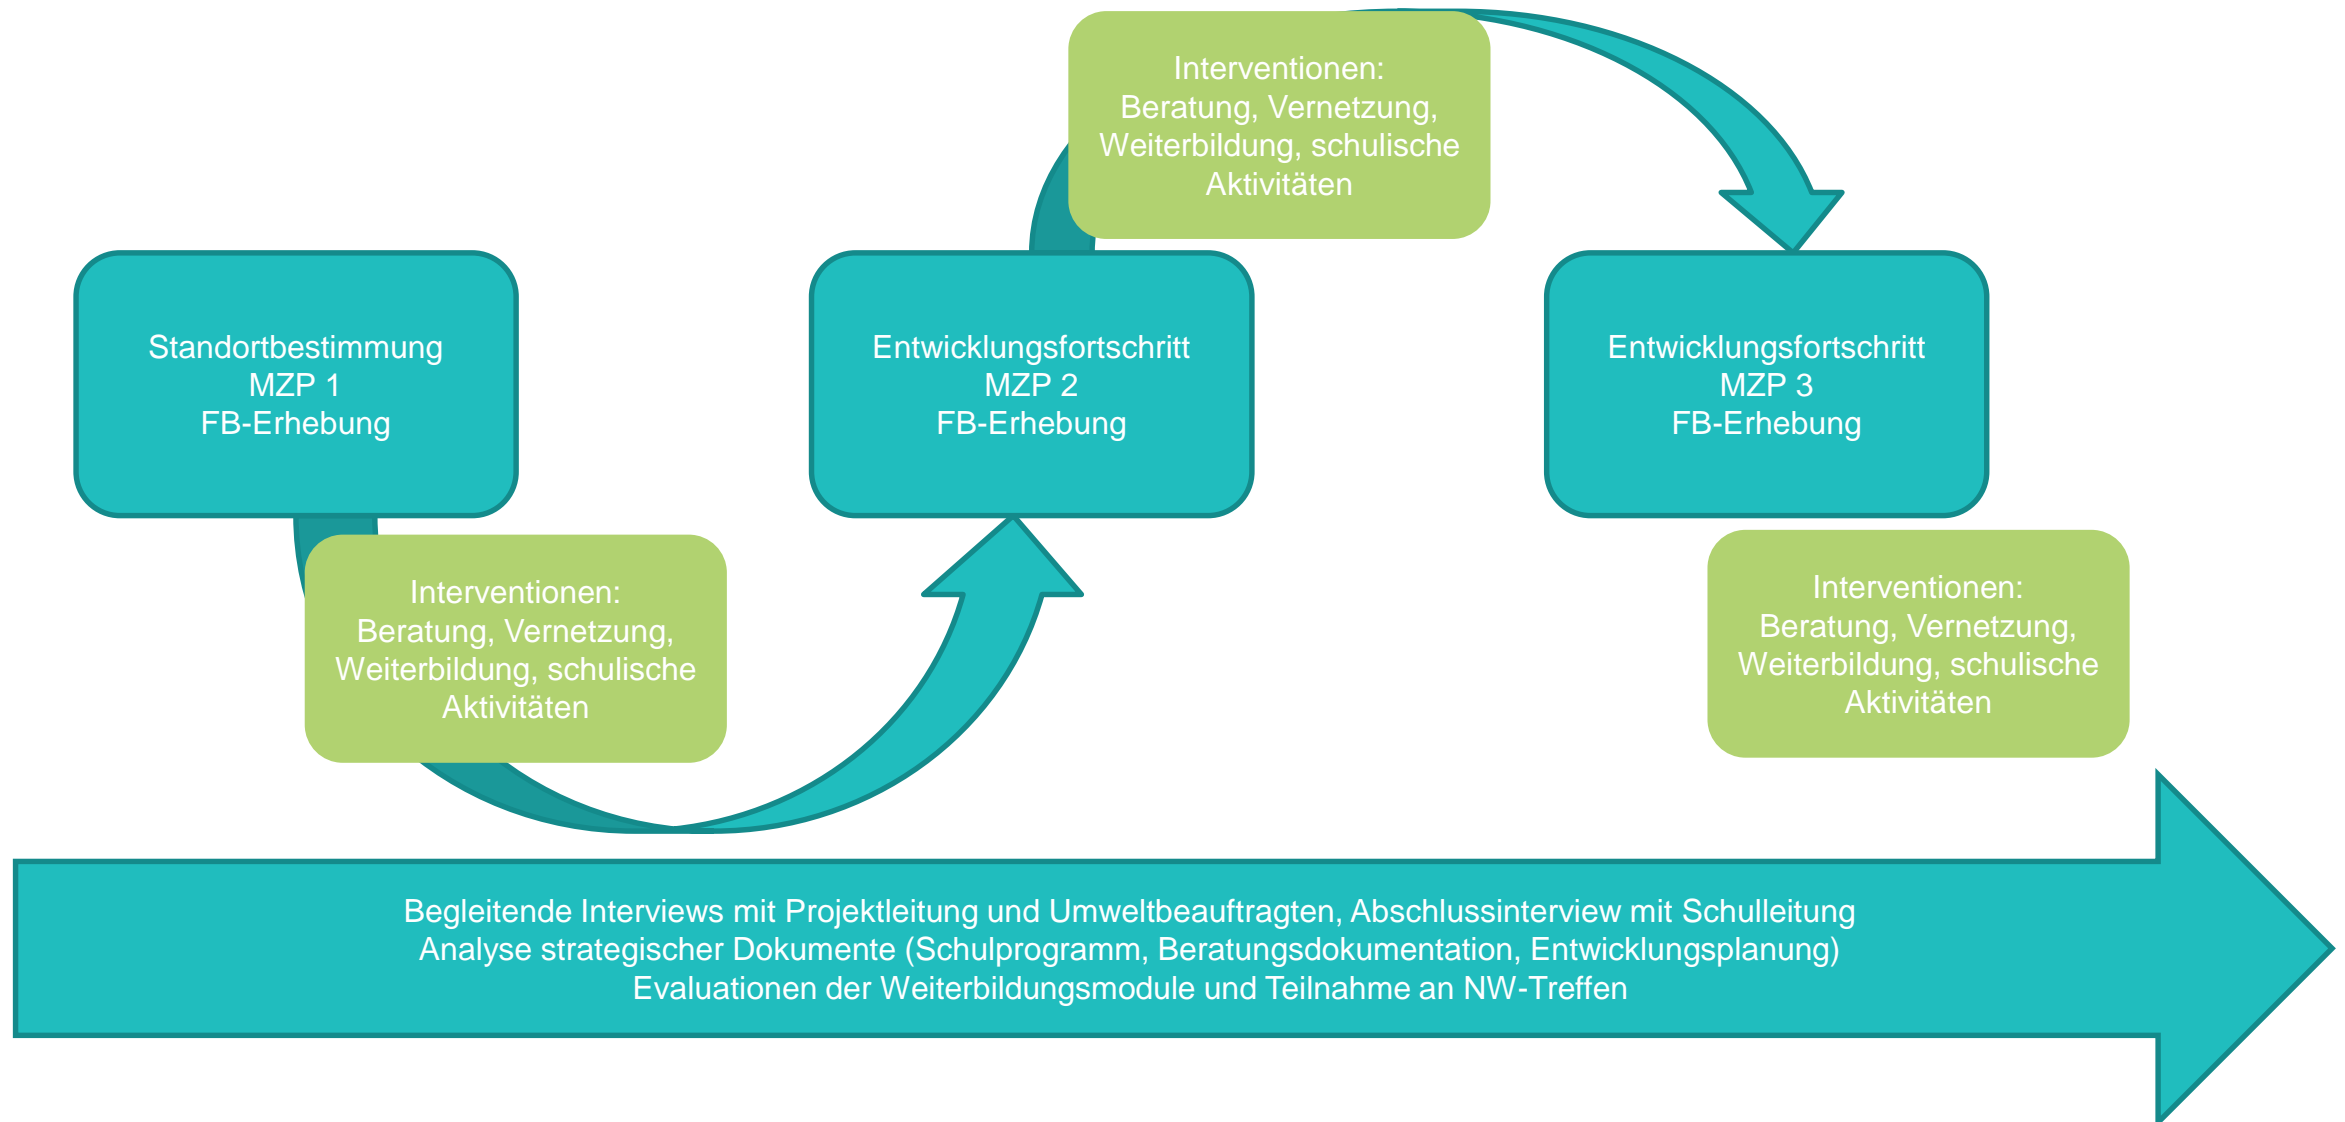 Interventionen:
Beratung, Vernetzung,
Weiterbildung, schulische
Aktivitäten
Standortbestimmung
MZP 1
FB-Erhebung
Entwicklungsfortschritt
MZP 2
FB-Erhebung
Entwicklungsfortschritt
MZP 3
FB-Erhebung
Interventionen:
Beratung, Vernetzung,
Weiterbildung, schulische
Aktivitäten
Interventionen:
Beratung, Vernetzung,
Weiterbildung, schulische
Aktivitäten
Begleitende Interviews mit Projektleitung und Umweltbeauftragten, Abschlussinterview mit Schulleitung
Analyse strategischer Dokumente (Schulprogramm, Beratungsdokumentation, Entwicklungsplanung)
Evaluationen der Weiterbildungsmodule und Teilnahme an NW-Treffen